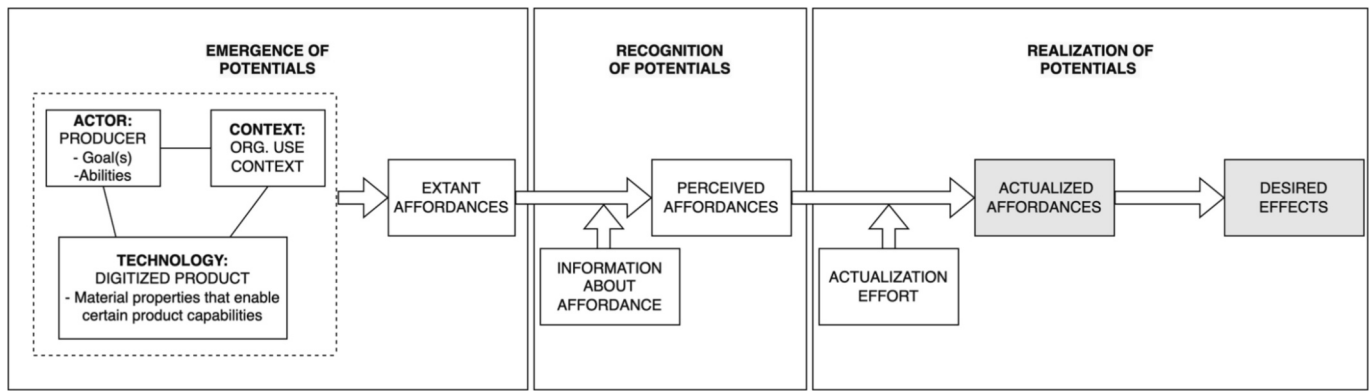 EMERGENCE OF
POTENTIALS
ACTOR:
PRODUCER
- Goal(s)
-Abilities
CONTEXT:
ORG. USE
CONTEXT
TECHNOLOGY:
DIGITIZED PRODUCT
- Material properties that enable
certain product capabilities
EXTANT
AFFORDANCES
RECOGNITION
OF POTENTIALS
INFORMATION
ABOUT
AFFORDANCE
PERCEIVED
AFFORDANCES
REALIZATION OF
POTENTIALS
ACTUALIZATION
EFFORT
ACTUALIZED
AFFORDANCES
DESIRED
EFFECTS